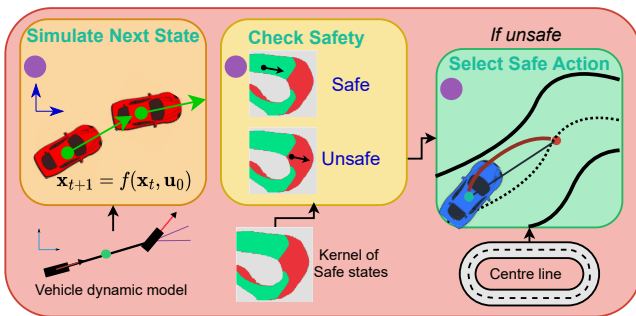 Simulate Next State
x_{t+1} = f(x_t, u_0)
Vehicle dynamic model
Check Safety
Safe
Unsafe
Kernel of
Safe states
If unsafe
Select Safe Action
Centre line